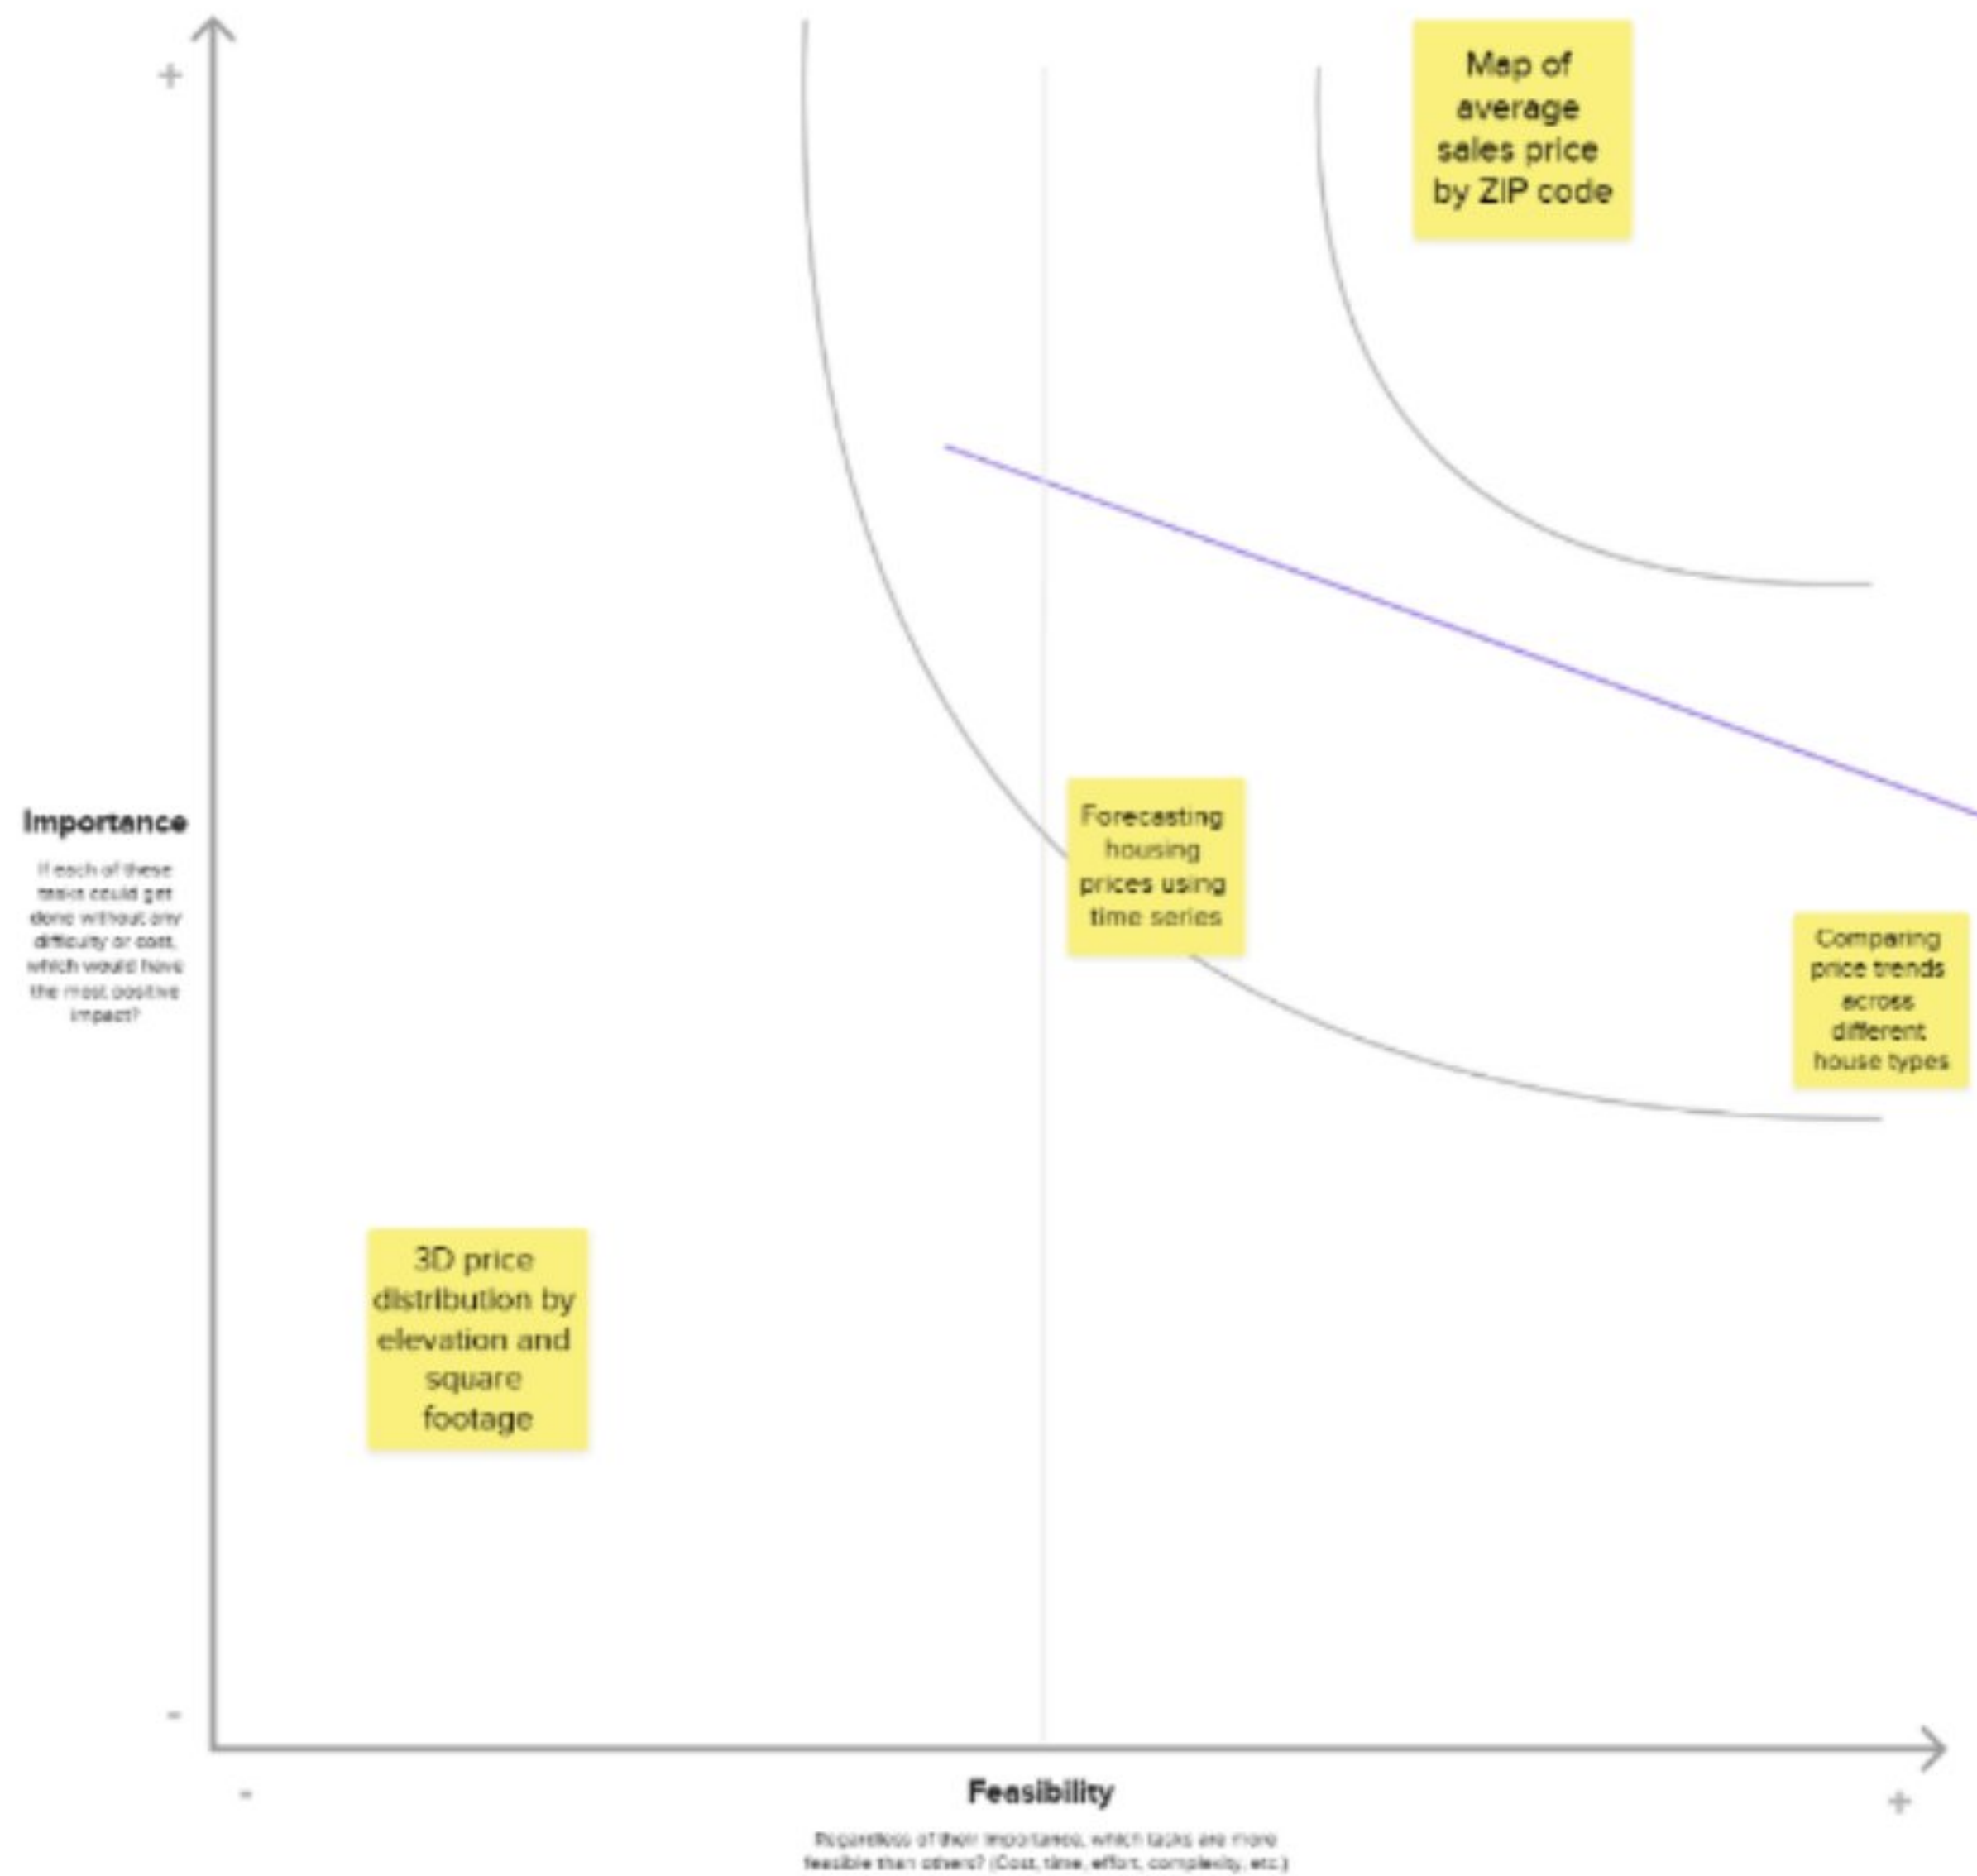 +
Map of
average
sales price
by ZIP code
Importance
If each of these
tasks could get
done without any
difficulty or cost,
which would have
the most positive
impact?
Forecasting
housing
prices using
time series
Comparing
price trends
across
different
house types
3D price
distribution by
elevation and
square
footage
-
-
Feasibility
+
Regardless of their importance, which tasks are more
feasible than others? (Cost, time, effort, complexity, etc.)